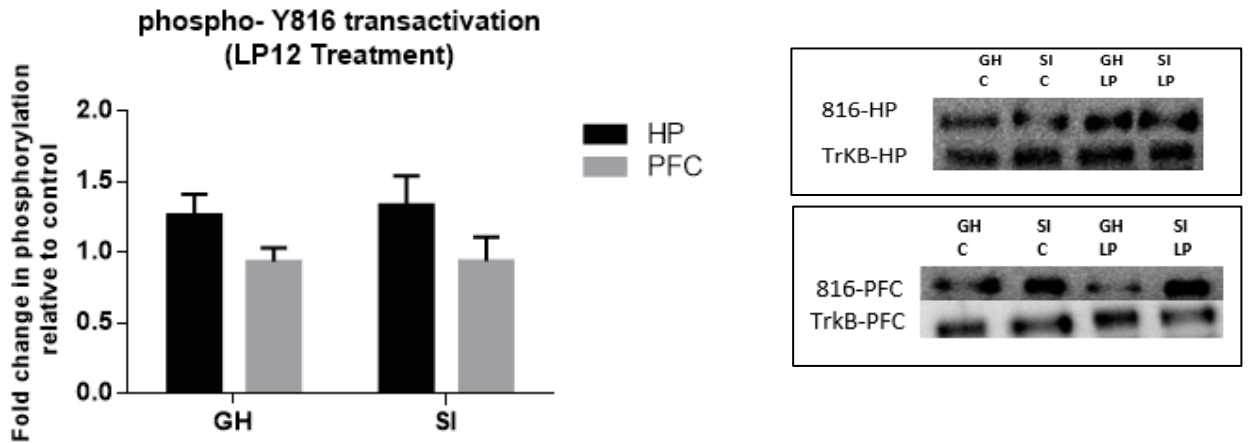 phospho- Y816 transactivation
(LP12 Treatment)
Fold change in phosphorylation
relative to control
2.0
1.5
1.0
0.5
0.0
GH
SI
HP
PFC
GH SI GH SI
C C LP LP
816-HP
TrKB-HP
GH SI GH SI
C C LP LP
816-PFC
TrkB-PFC